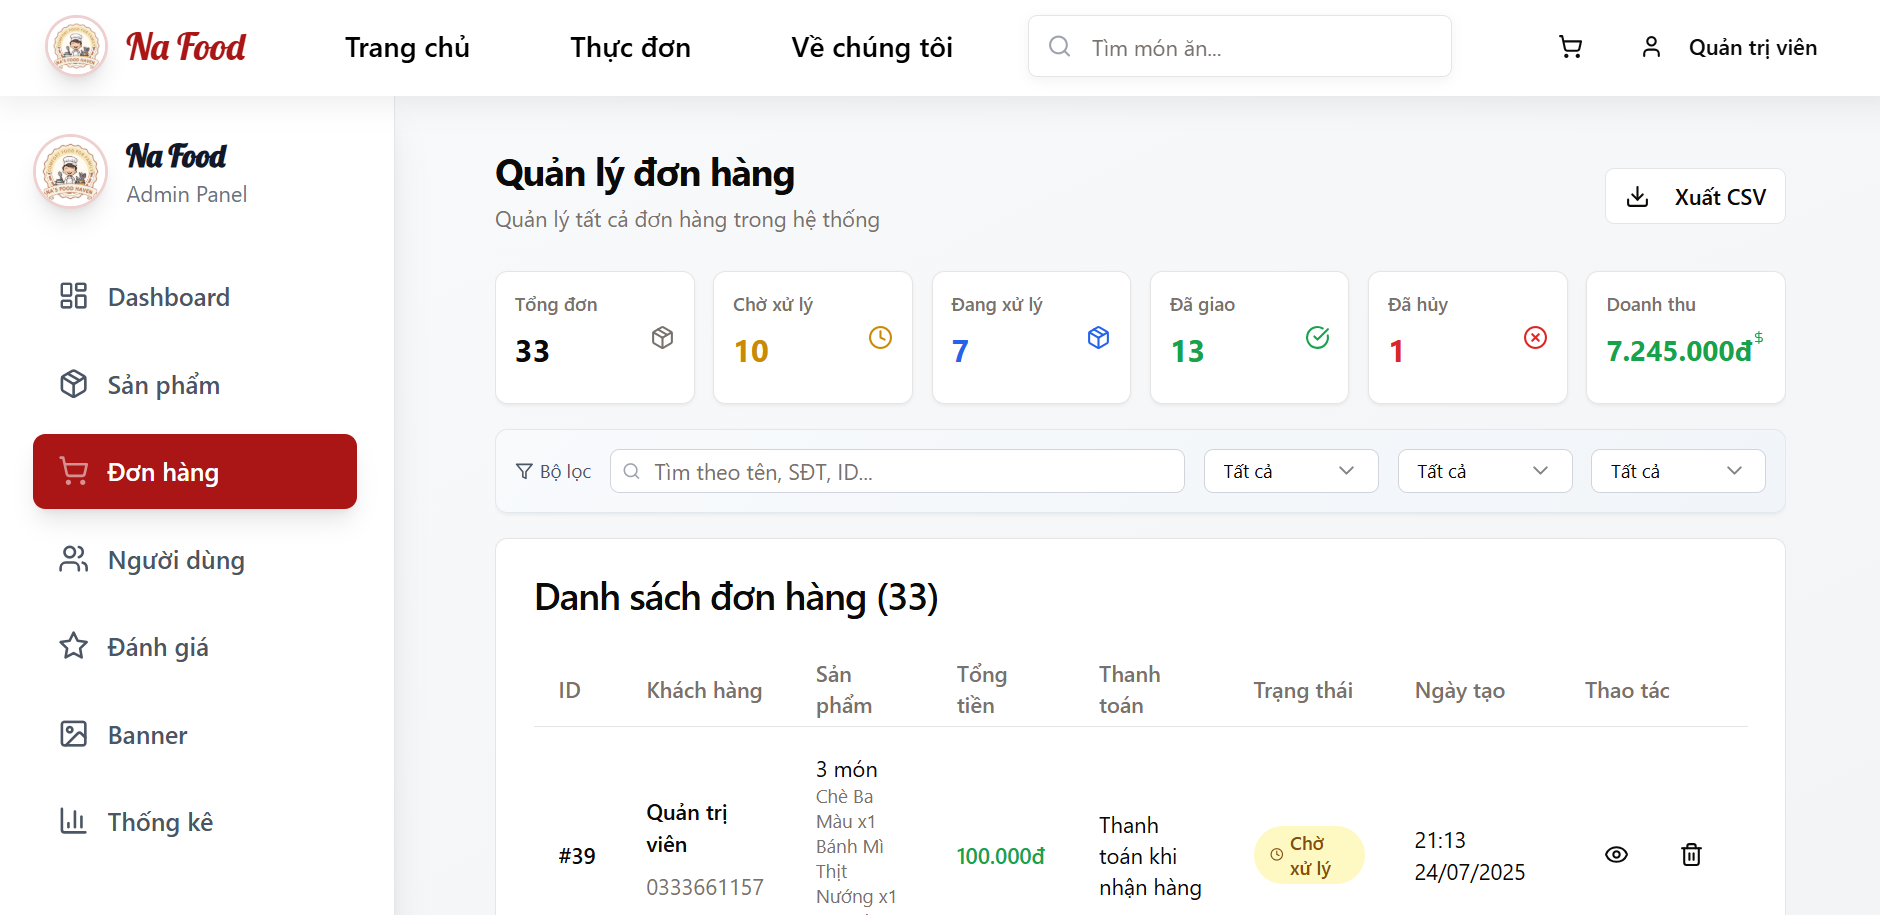 Na Food
Trang chủ
Thực đơn
Về chúng tôi
Tìm món ăn...
Quản trị viên
Na Food
Admin Panel
Dashboard
Sản phẩm
Đơn hàng
Người dùng
Đánh giá
Banner
Thống kê
Quản lý đơn hàng
Quản lý tất cả đơn hàng trong hệ thống
Xuất CSV
Tổng đơn
33
Chờ xử lý
10
Đang xử lý
7
Đã giao
13
Đã hủy
1
Doanh thu
7.245.000đ
$
Bộ lọc
Tìm theo tên, SĐT, ID...
Tất cả
Tất cả
Tất cả
Danh sách đơn hàng (33)
ID
Khách hàng
Sản
phẩm
Tổng
tiền
Thanh
toán
Trạng thái
Ngày tạo
Thao tác
#39
Quản trị
viên
0333661157
3 món
Chè Ba
Màu x1
Bánh Mì
Thịt
Nướng x1
100.000đ
Thanh
toán khi
nhận hàng
Chờ
xử lý
21:13
24/07/2025